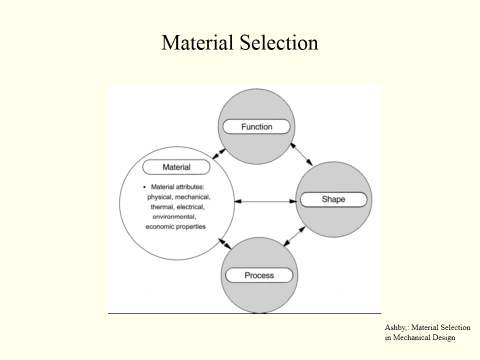 Material Selection
Function
Material
• Material attributes:
physical, mechanical,
thermal, electrical,
environmental,
economic properties
Shape
Process
Ashby,: Material Selection
in Mechanical Design